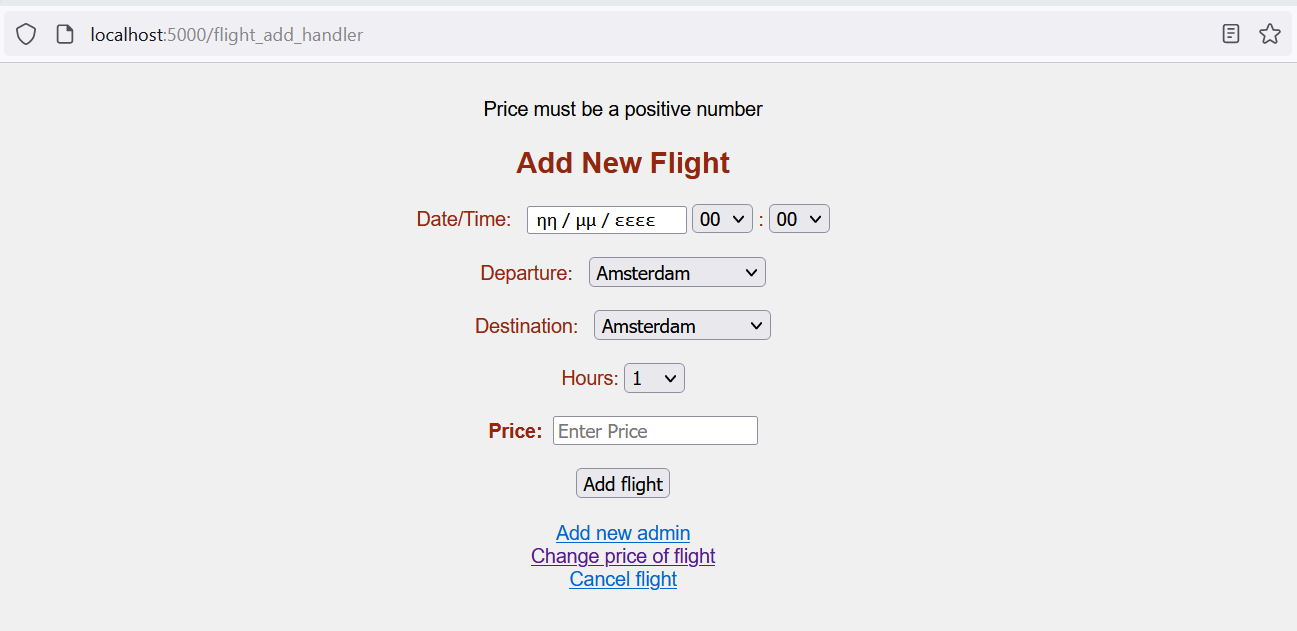 localhost:5000/flight_add_handler
Price must be a positive number
Add New Flight
Date/Time: ηη / μμ / εεεε 00 : 00
Departure: Amsterdam
Destination: Amsterdam
Hours: 1
Price: Enter Price
Add flight
Add new admin
Change price of flight
Cancel flight